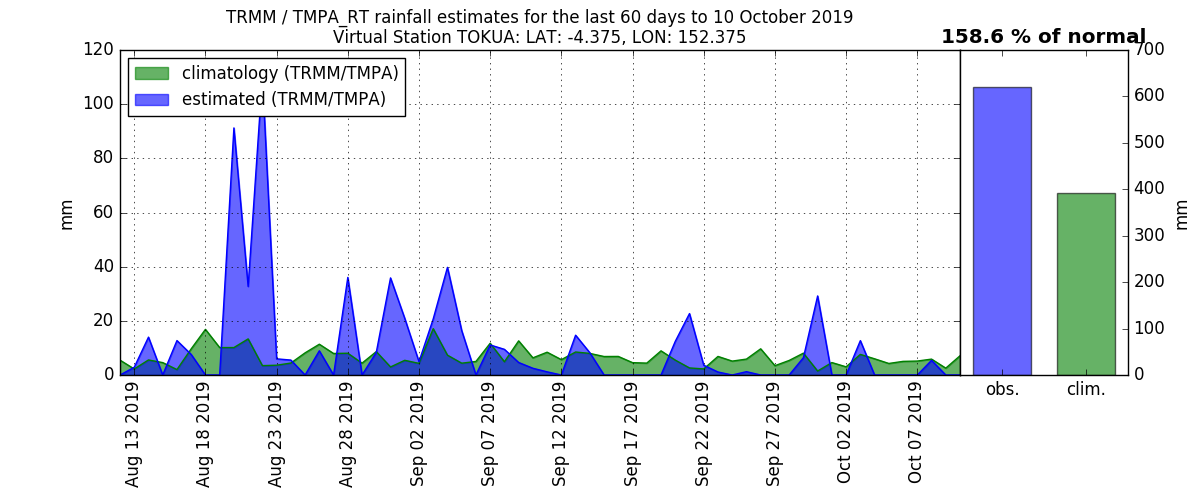 TRMM / TMPA_RT rainfall estimates for the last 60 days to 10 October 2019
Virtual Station TOKUA: LAT: -4.375, LON: 152.375
158.6 % of normal
climatology (TRMM/TMPA)
estimated (TRMM/TMPA)
mm
120
100
80
60
40
20
0
Aug 13 2019
Aug 18 2019
Aug 23 2019
Aug 28 2019
Sep 02 2019
Sep 07 2019
Sep 12 2019
Sep 17 2019
Sep 22 2019
Sep 27 2019
Oct 02 2019
Oct 07 2019
700
600
500
400
300
200
100
0
mm
obs.
clim.